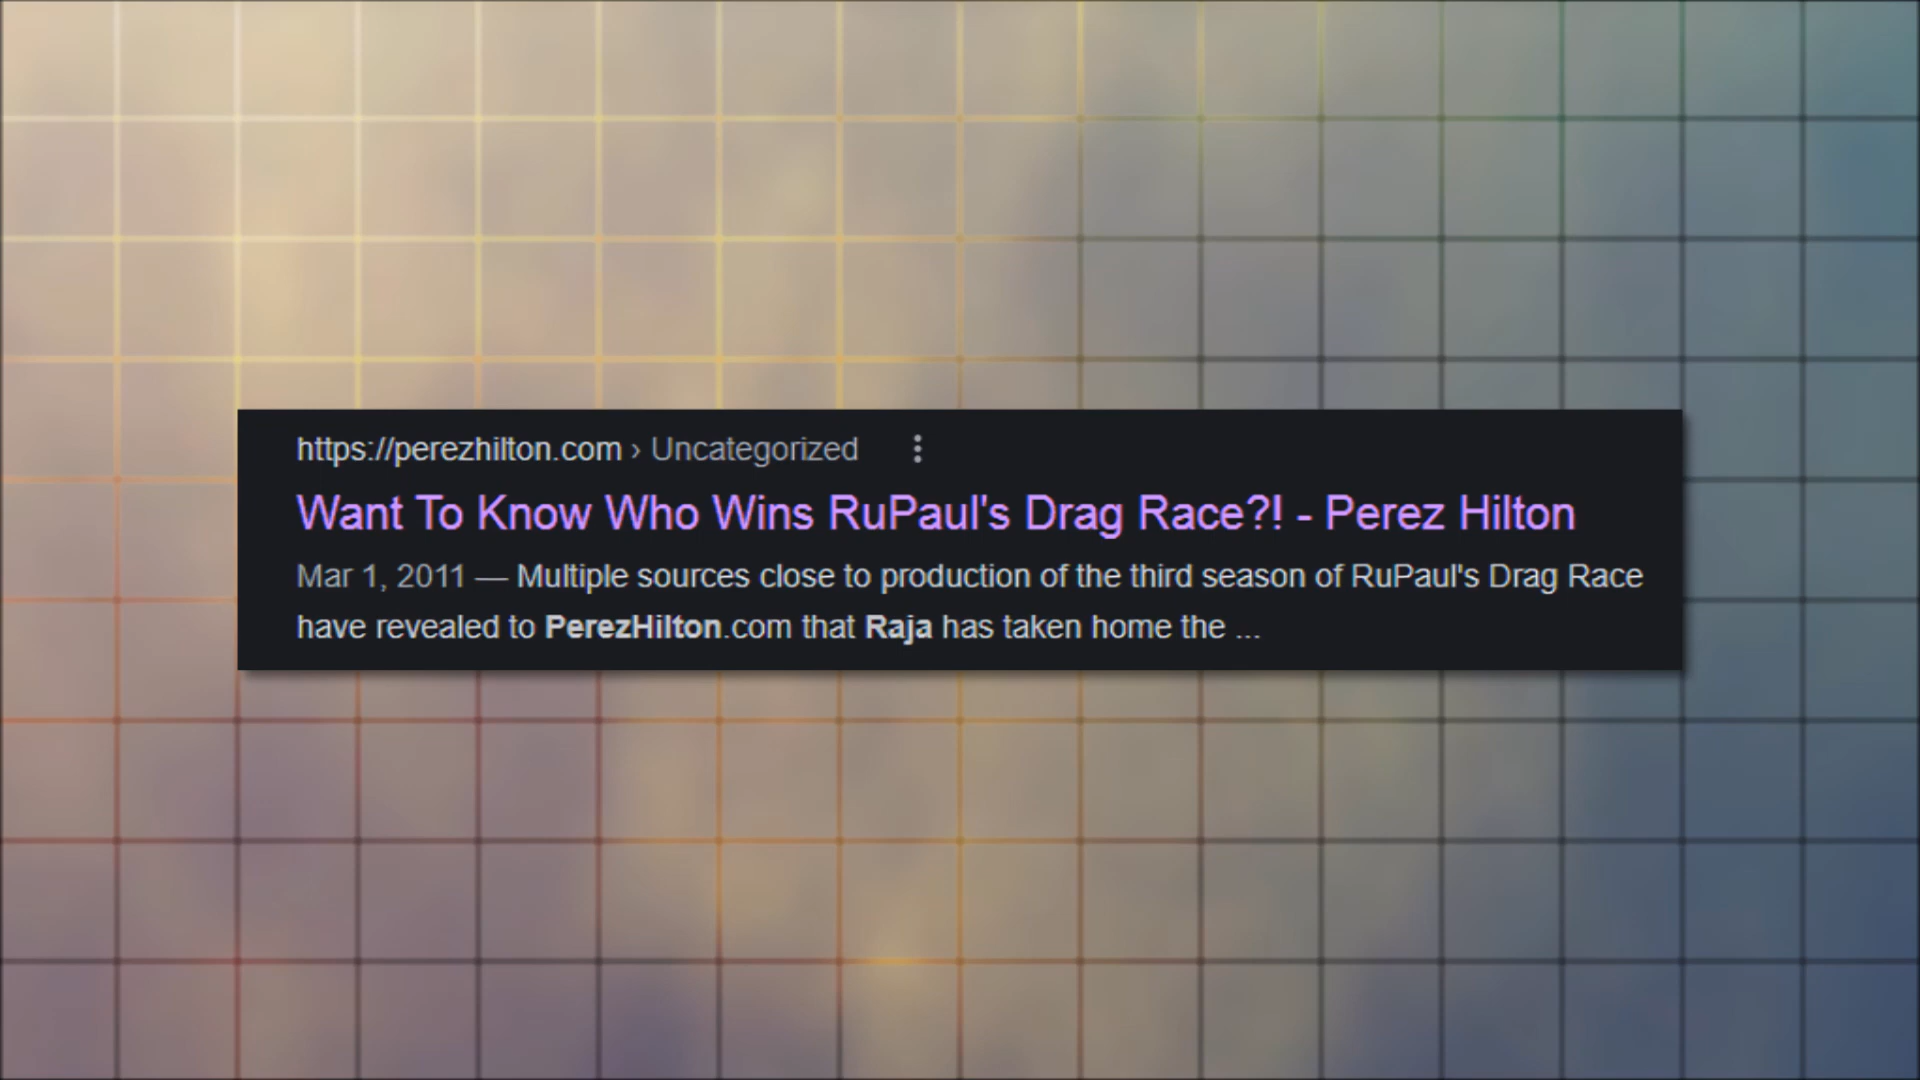 https://perezhilton.com › Uncategorized
Want To Know Who Wins RuPaul's Drag Race?! - Perez Hilton
Mar 1, 2011 — Multiple sources close to production of the third season of RuPaul's Drag Race
have revealed to PerezHilton.com that Raja has taken home the ...